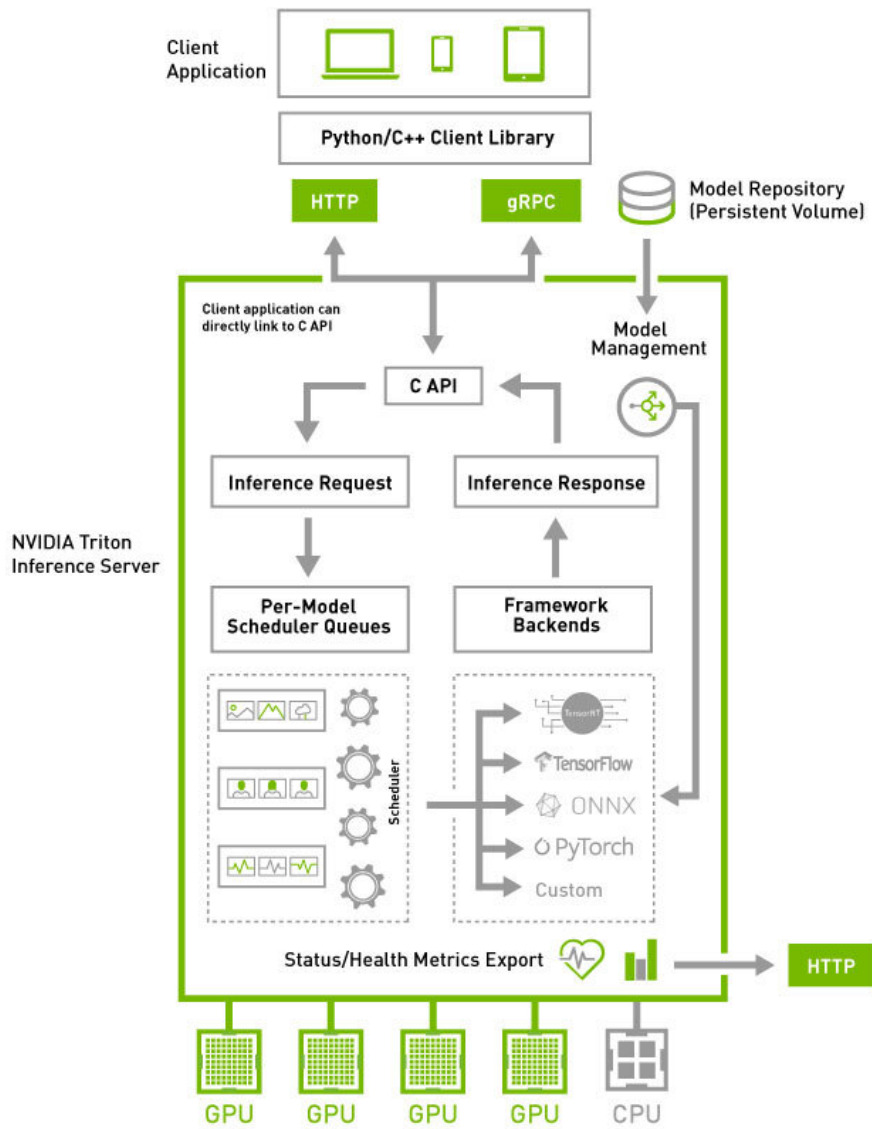 Client
Application
Python/C++ Client Library
HTTP
gRPC
Model Repository
(Persistent Volume)
Client application can
directly link to C API
Model
Management
C API
Inference Request
Inference Response
NVIDIA Triton
Inference Server
Per-Model
Scheduler Queues
Framework
Backends
Scheduler
TensorRT
TensorFlow
ONNX
PyTorch
Custom
Status/Health Metrics Export
HTTP
GPU
GPU
GPU
GPU
CPU